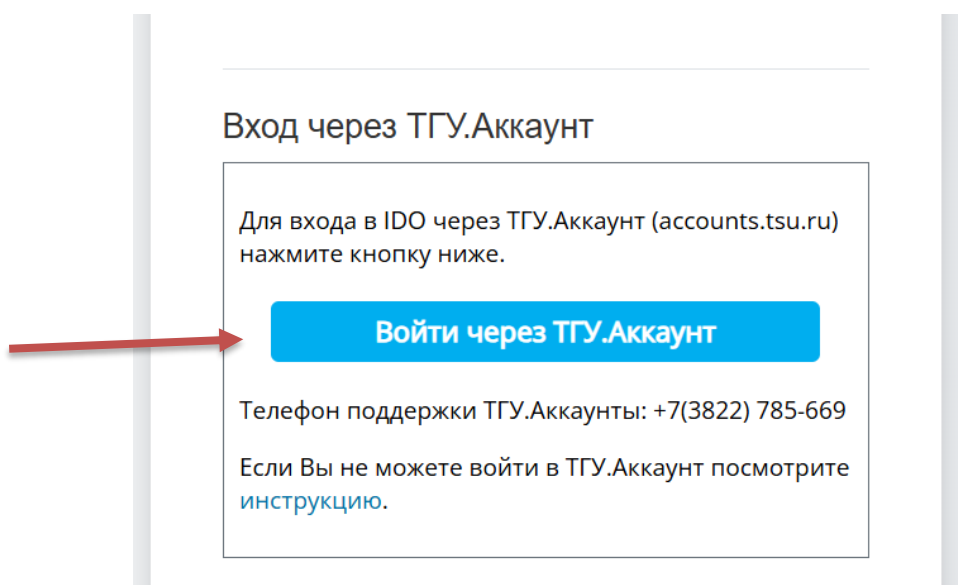 Вход через ТГУ.Аккаунт
Для входа в IDO через ТГУ.Аккаунт (accounts.tsu.ru)
нажмите кнопку ниже.
Войти через ТГУ.Аккаунт
Телефон поддержки ТГУ.Аккаунты: +7(3822) 785-669
Если Вы не можете войти в ТГУ.Аккаунт посмотрите
инструкцию.